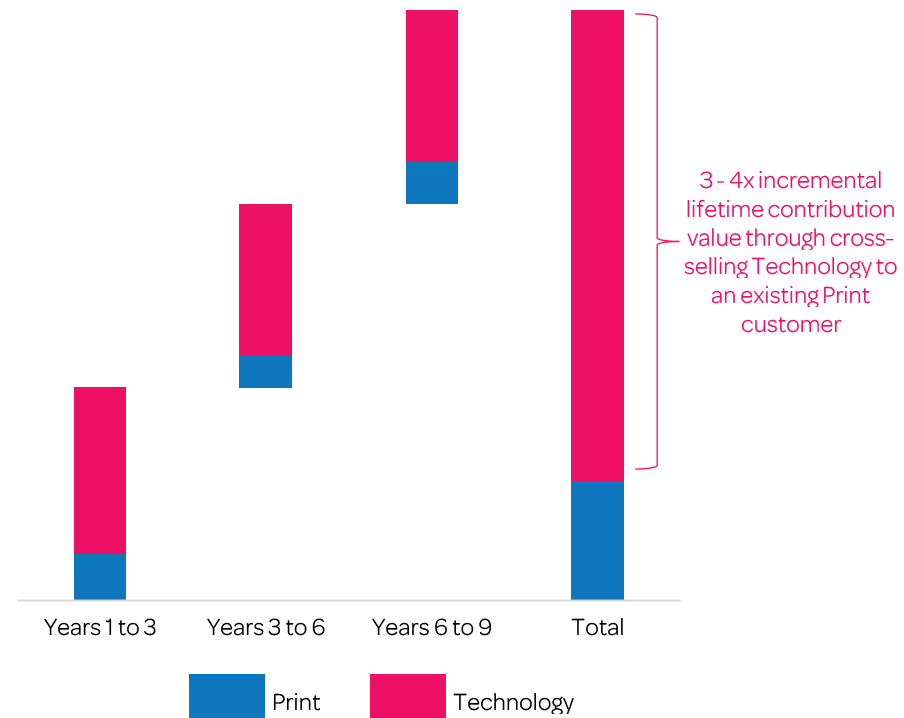 3 - 4x incremental
lifetime contribution
value through cross-
selling Technology to
an existing Print
customer
Years 1 to 3
Years 3 to 6
Years 6 to 9
Total
Print
Technology